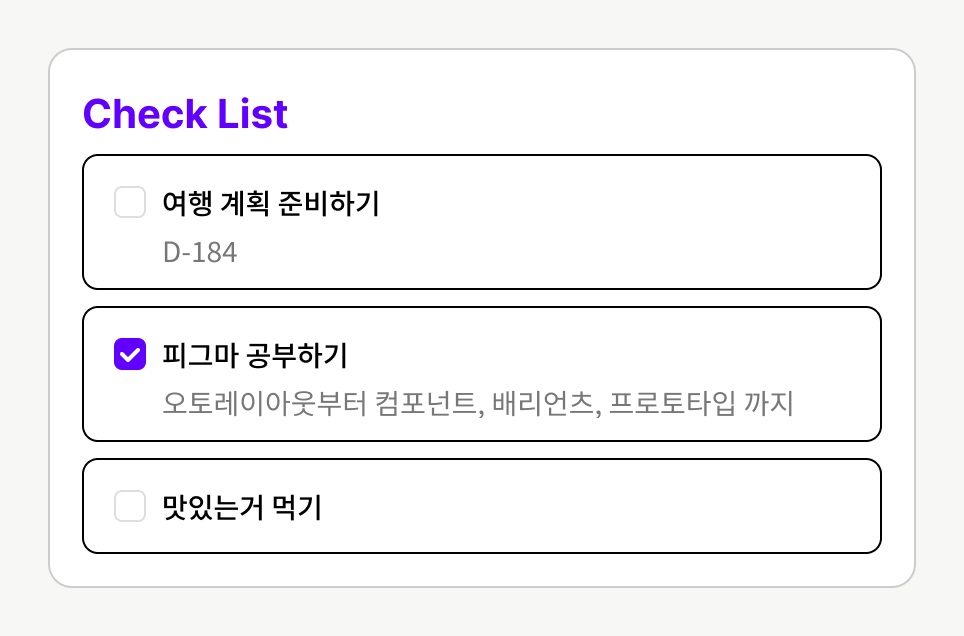 Check List
여행 계획 준비하기
D-184
피그마 공부하기
오토레이아웃부터 컴포넌트, 배리언츠, 프로토타입 까지
맛있는거 먹기